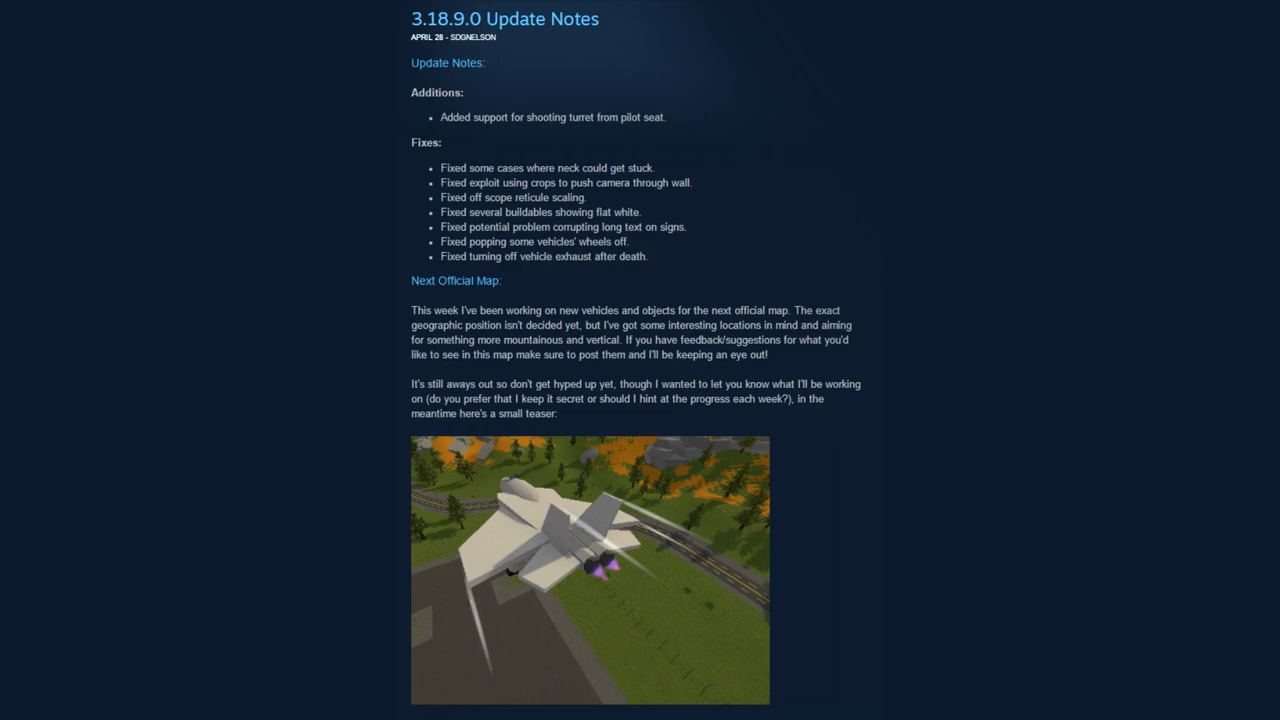 3.18.9.0 Update Notes
APRIL 28 - SDGNELSON
Update Notes:
Additions:
• Added support for shooting turret from pilot seat.
Fixes:
• Fixed some cases where neck could get stuck.
• Fixed exploit using crops to push camera through wall.
• Fixed off scope reticule scaling.
• Fixed several buildables showing flat white.
• Fixed potential problem corrupting long text on signs.
• Fixed popping some vehicles' wheels off.
• Fixed turning off vehicle exhaust after death.
Next Official Map:
This week I've been working on new vehicles and objects for the next official map. The exact
geographic position isn't decided yet, but I've got some interesting locations in mind and aiming
for something more mountainous and vertical. If you have feedback/suggestions for what you'd
like to see in this map make sure to post them and I'll be keeping an eye out!
It's still aways out so don't get hyped up yet, though I wanted to let you know what I'll be working
on (do you prefer that I keep it secret or should I hint at the progress each week?), in the
meantime here's a small teaser: